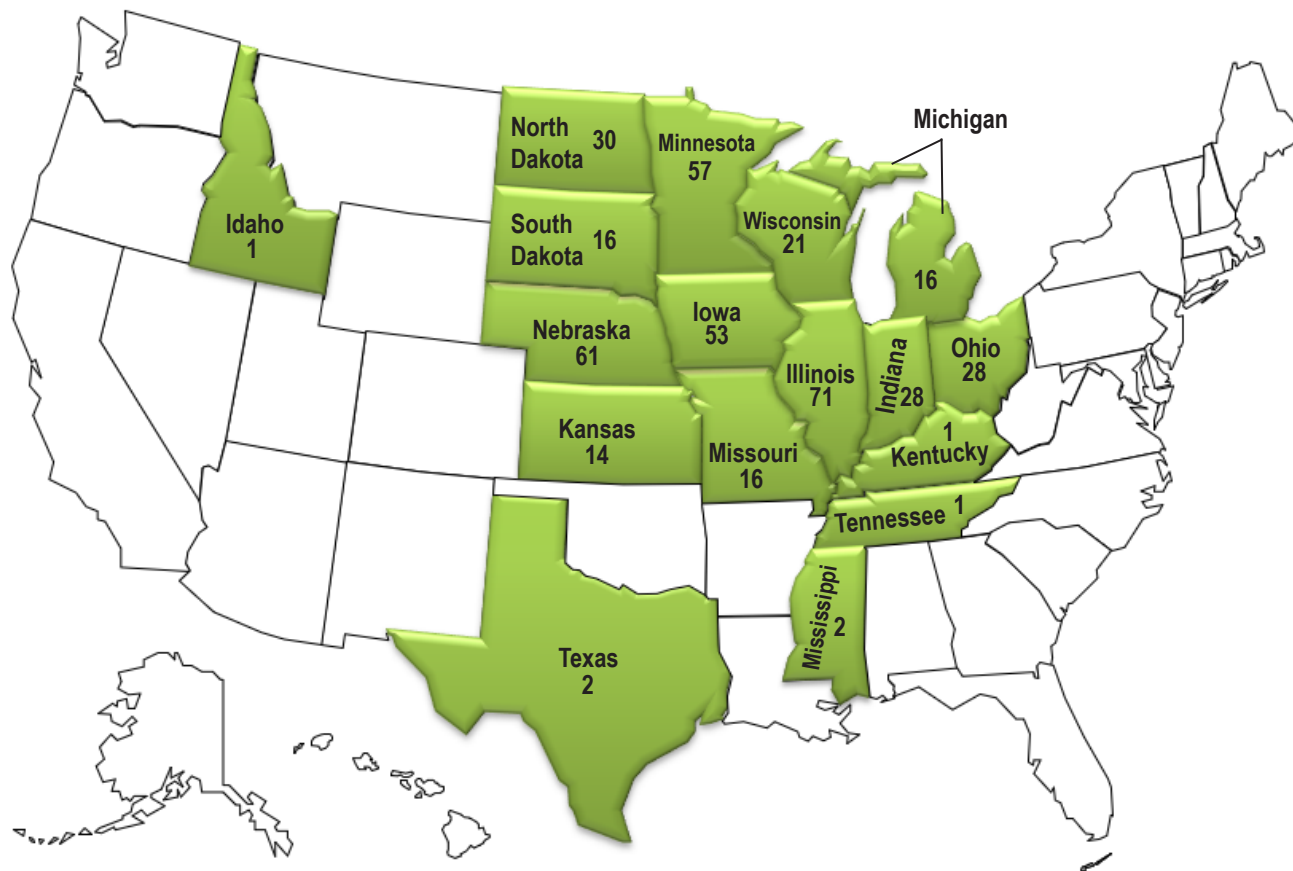 Michigan
North
Dakota
30
Minnesota
57
Idaho
1
South
Dakota
16
Wisconsin
21
16
Nebraska
61
Iowa
53
Illinois
71
Indiana
28
Ohio
28
Kansas
14
Missouri
16
1
Kentucky
Tennessee 1
Mississippi
2
Texas
2